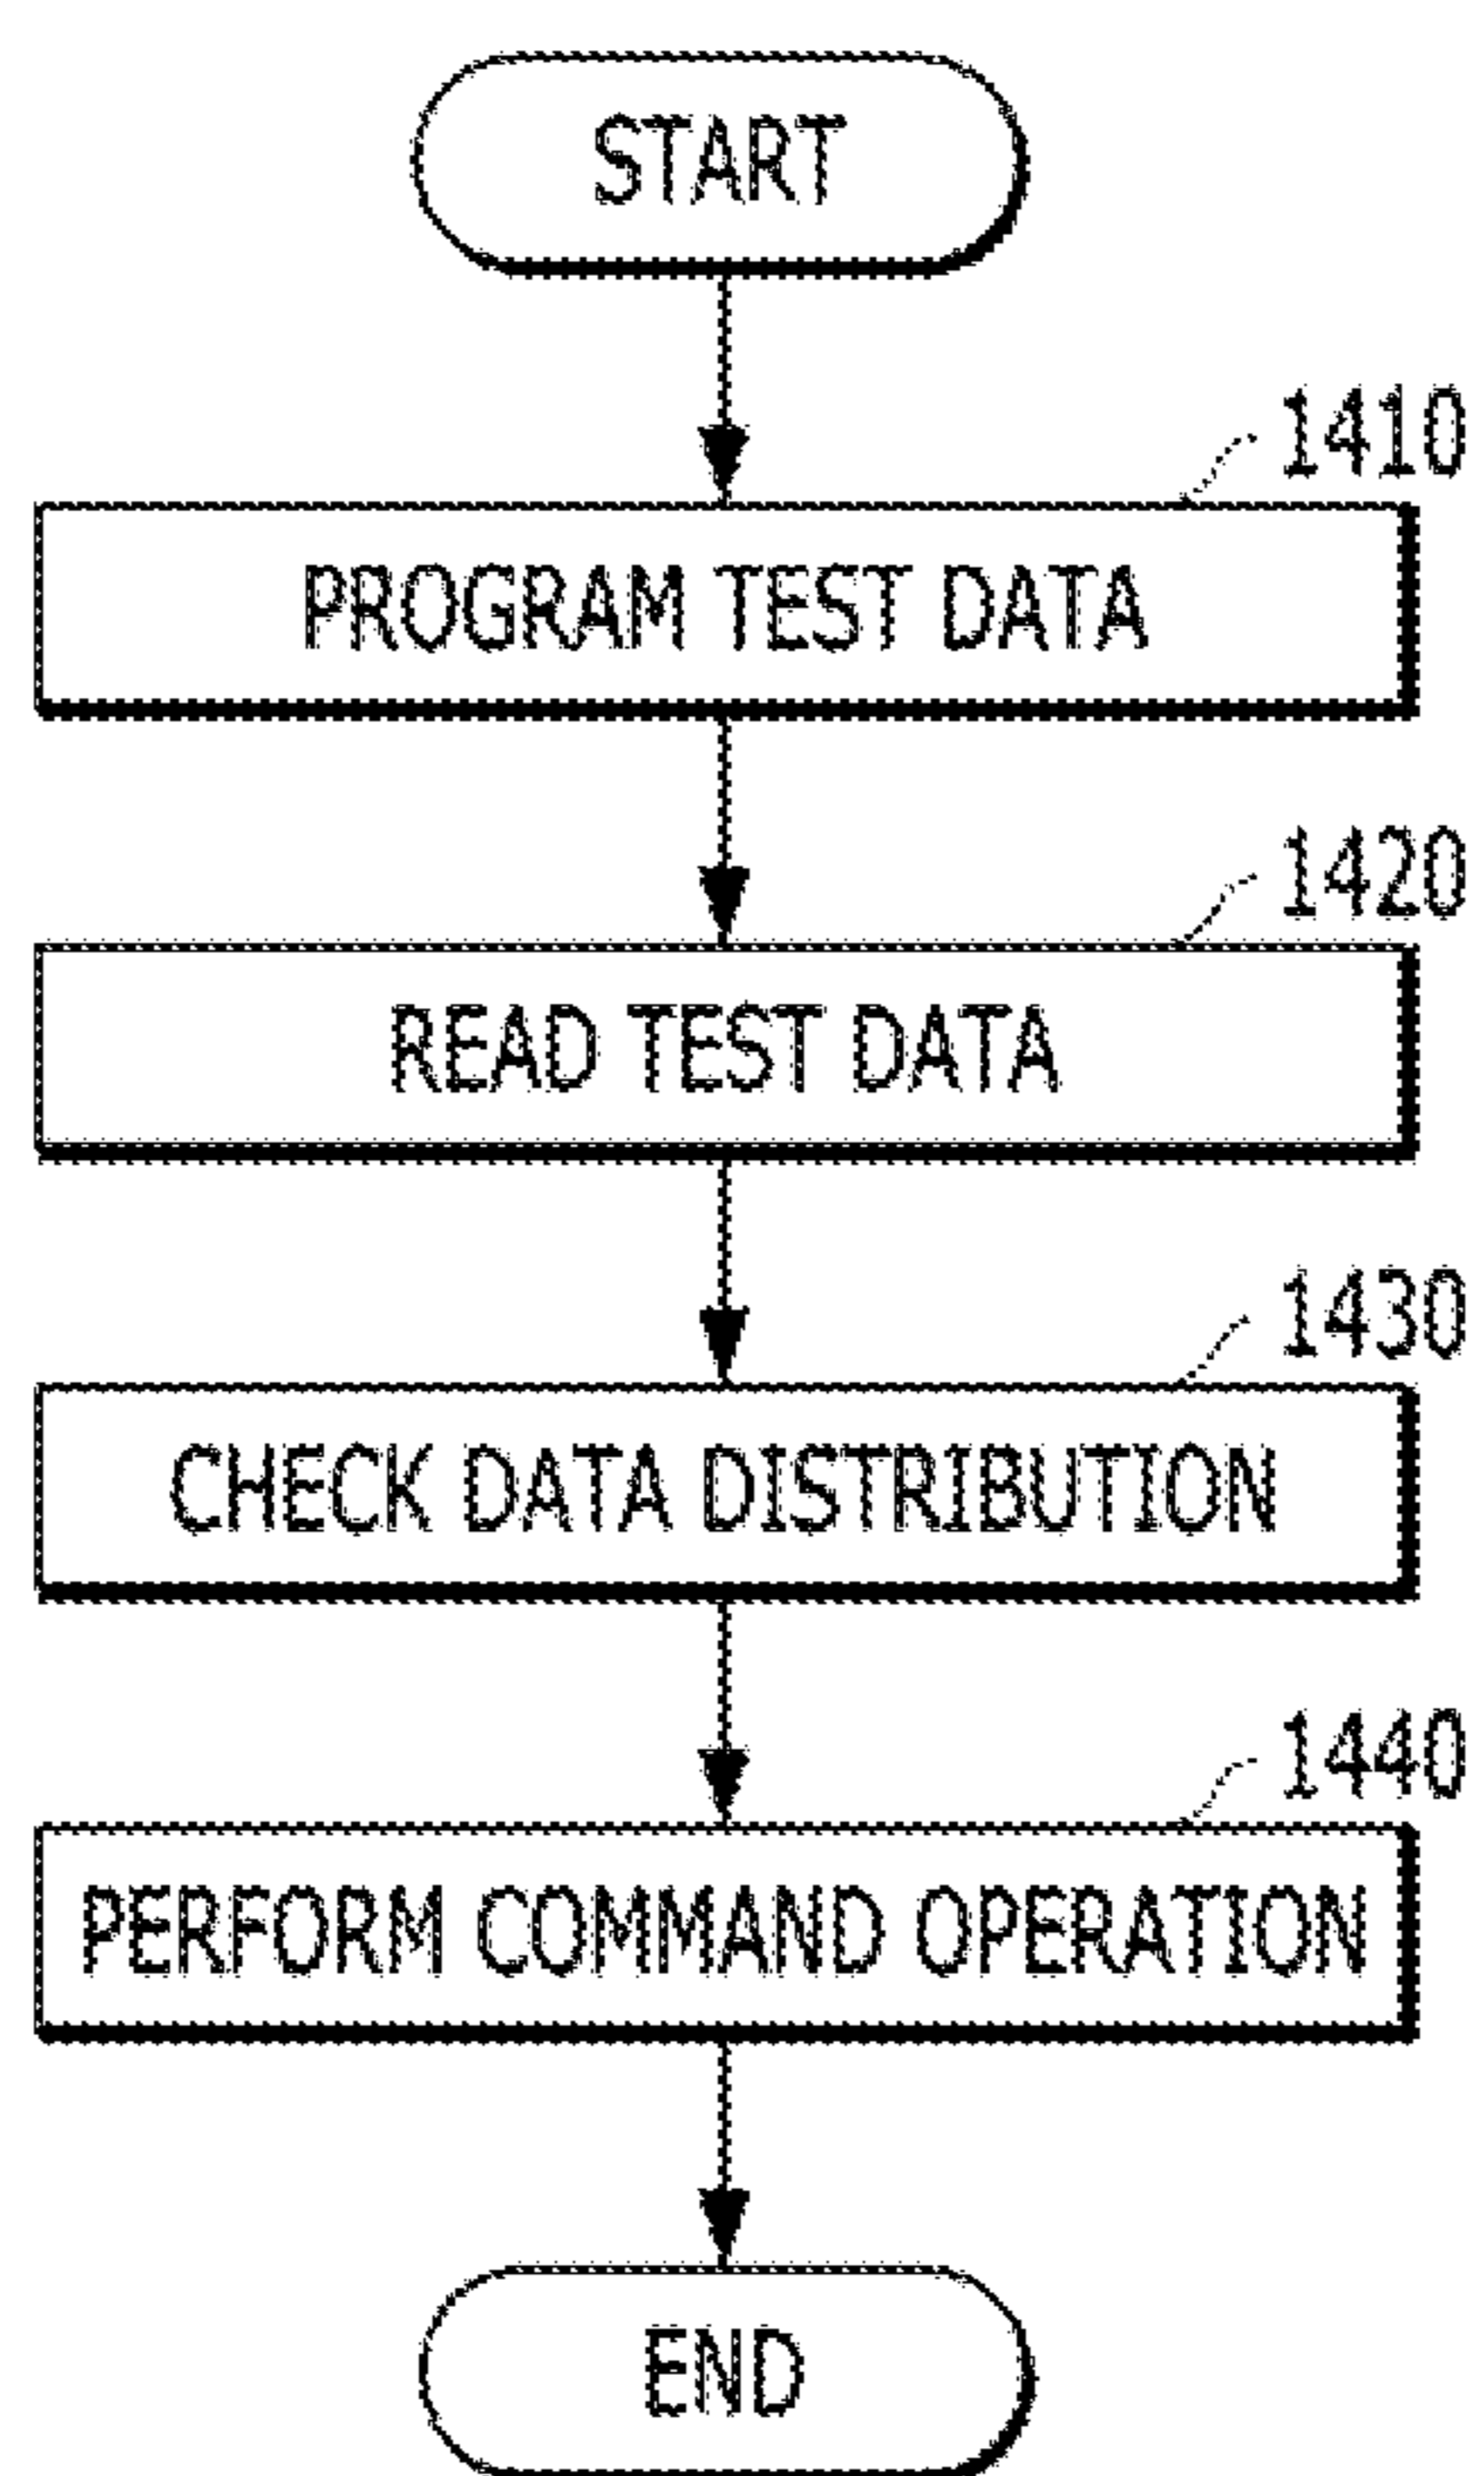 START
1410
PROGRAM TEST DATA
1420
READ TEST DATA
1430
CHECK DATA DISTRIBUTION
1440
PERFORM COMMAND OPERATION
END